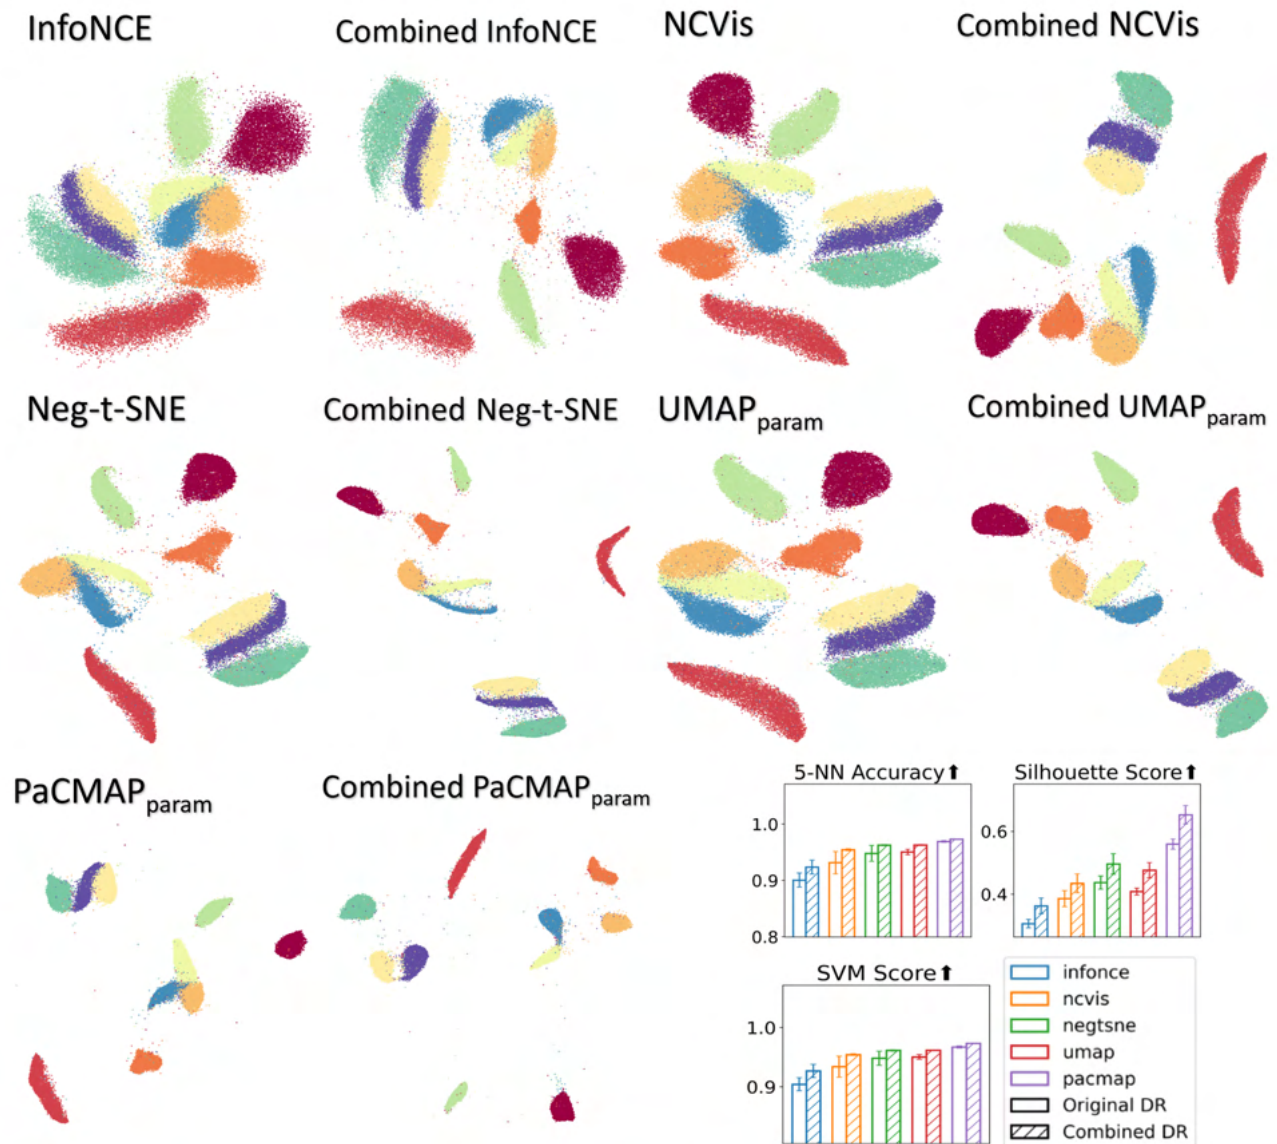 InfoNCE
Combined InfoNCE
NCVis
Combined NCVis
Neg-t-SNE
Combined Neg-t-SNE
UMAPparam
Combined UMAPparam
PaCMAPparam
Combined PaCMAPparam
5-NN Accuracy⬆
1.0
0.9
0.8
Silhouette Score⬆
0.6
0.4
SVM Score⬆
1.0
0.9
infonce
ncvis
negtsne
umap
pacmap
Original DR
Combined DR